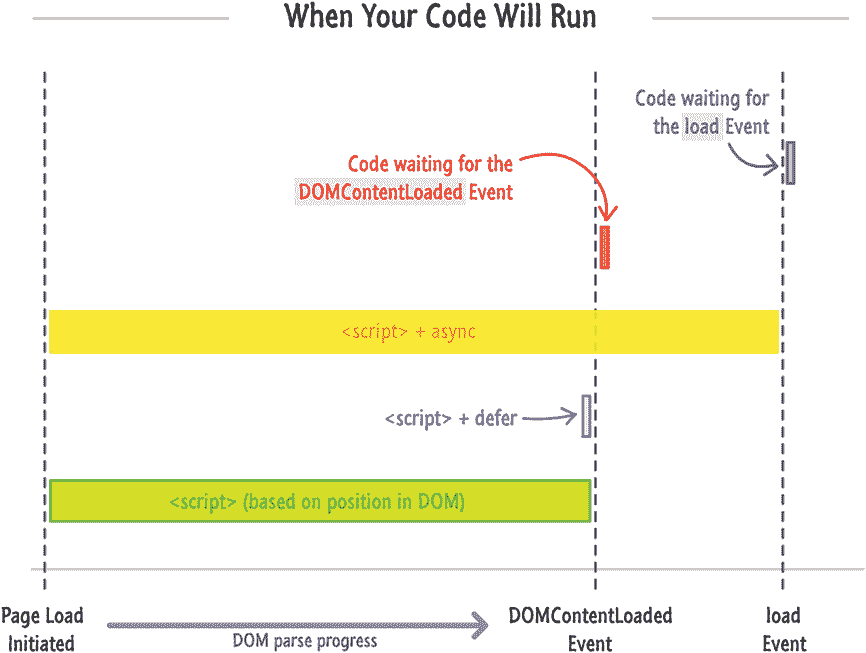 When Your Code Will Run
Code waiting for
the load Event
Code waiting for the
DOMContentLoaded Event
<script> + async
<script> + defer
<script> (based on position in DOM)
Page Load
Initiated
DOM parse progress
DOMContentLoaded
Event
load
Event